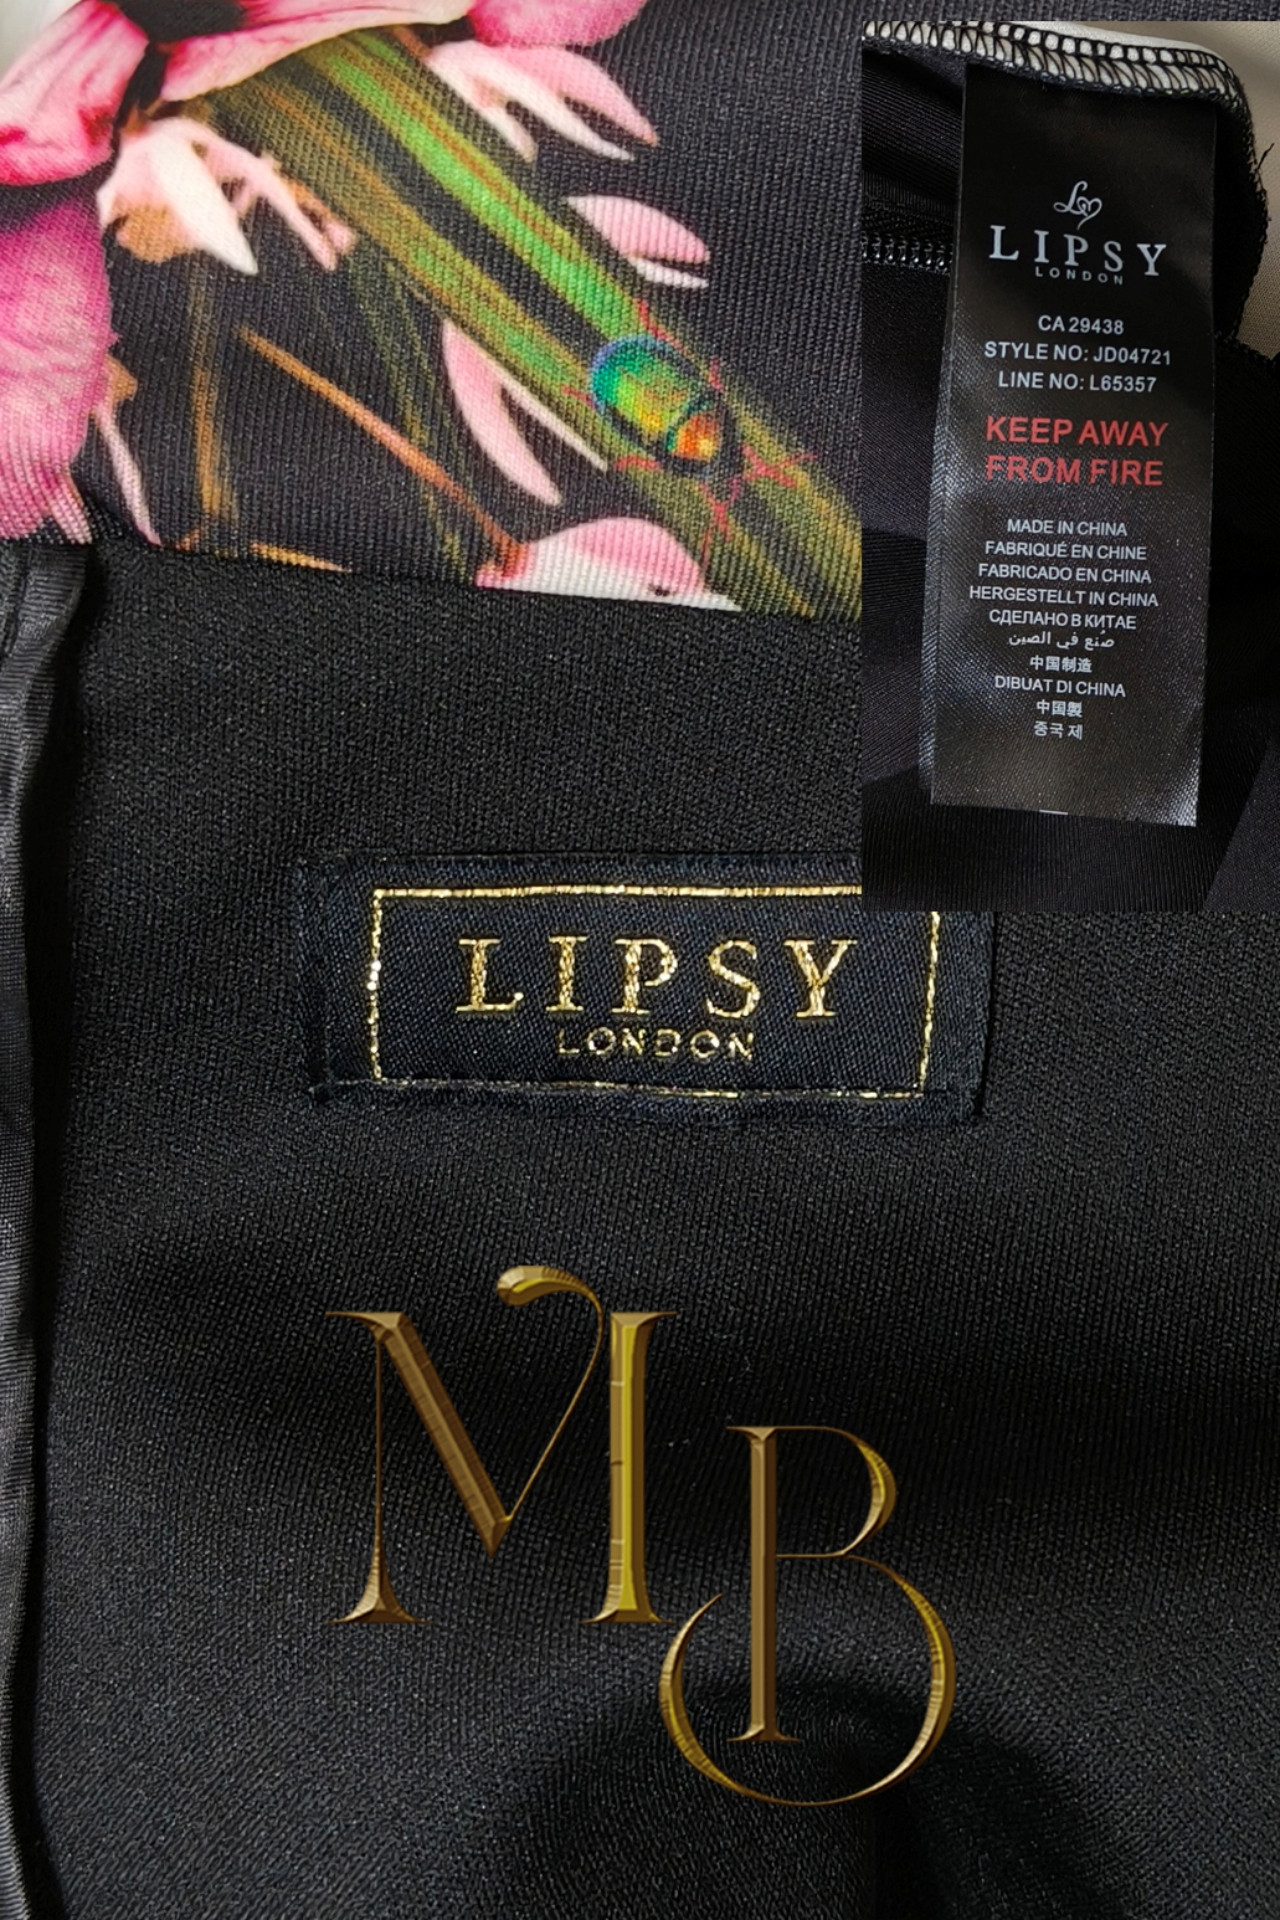 LIPSY
LONDON
CA 29438
STYLE NO: JD04721
LINE NO: L65357
KEEP AWAY
FROM FIRE
MADE IN CHINA
FABRIQUÉ EN CHINE
FABRICADO EN CHINA
HERGESTELLT IN CHINA
СДЕЛАНО В КИТАЕ
صنع في الصين
中国制造
DIBUAT DI CHINA
中国製
중국 제
LIPSY
LONDON
MB